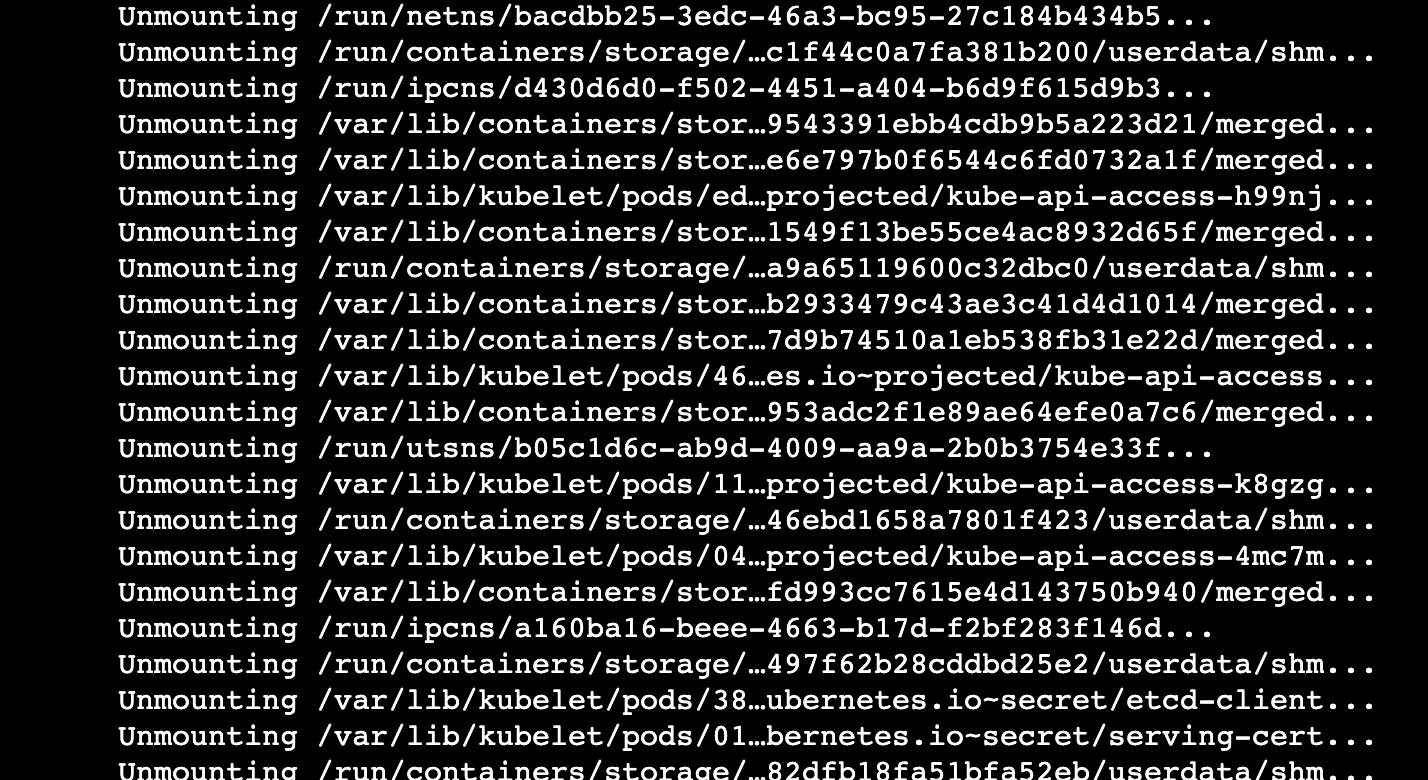 Unmounting /run/netns/bacdbb25-3edc-46a3-bc95-27c184b434b5...
Unmounting /run/containers/storage/…c1f44c0a7fa381b200/userdata/shm...
Unmounting /run/ipcns/d430d6d0-f502-4451-a404-b6d9f615d9b3...
Unmounting /var/lib/containers/stor…9543391ebb4cdb9b5a223d21/merged...
Unmounting /var/lib/containers/stor…e6e797b0f6544c6fd0732a1f/merged...
Unmounting /var/lib/kubelet/pods/ed…projected/kube-api-access-h99nj...
Unmounting /var/lib/containers/stor…1549f13be55ce4ac8932d65f/merged...
Unmounting /run/containers/storage/…a9a65119600c32dbc0/userdata/shm...
Unmounting /var/lib/containers/stor…b2933479c43ae3c41d4d1014/merged...
Unmounting /var/lib/containers/stor…7d9b74510a1eb538fb31e22d/merged...
Unmounting /var/lib/kubelet/pods/46…es.io~projected/kube-api-access...
Unmounting /var/lib/containers/stor…953adc2f1e89ae64efe0a7c6/merged...
Unmounting /run/utsns/b05c1d6c-ab9d-4009-aa9a-2b0b3754e33f...
Unmounting /var/lib/kubelet/pods/11…projected/kube-api-access-k8gzg...
Unmounting /run/containers/storage/…46ebd1658a7801f423/userdata/shm...
Unmounting /var/lib/kubelet/pods/04…projected/kube-api-access-4mc7m...
Unmounting /var/lib/containers/stor…fd993cc7615e4d143750b940/merged...
Unmounting /run/ipcns/a160ba16-beee-4663-b17d-f2bf283f146d...
Unmounting /run/containers/storage/…497f62b28cddbd25e2/userdata/shm...
Unmounting /var/lib/kubelet/pods/38…ubernetes.io~secret/etcd-client...
Unmounting /var/lib/kubelet/pods/01…bernetes.io~secret/serving-cert...
Unmounting /run/containers/storage/…82dfb18fa51bfa52eb/userdata/shm...